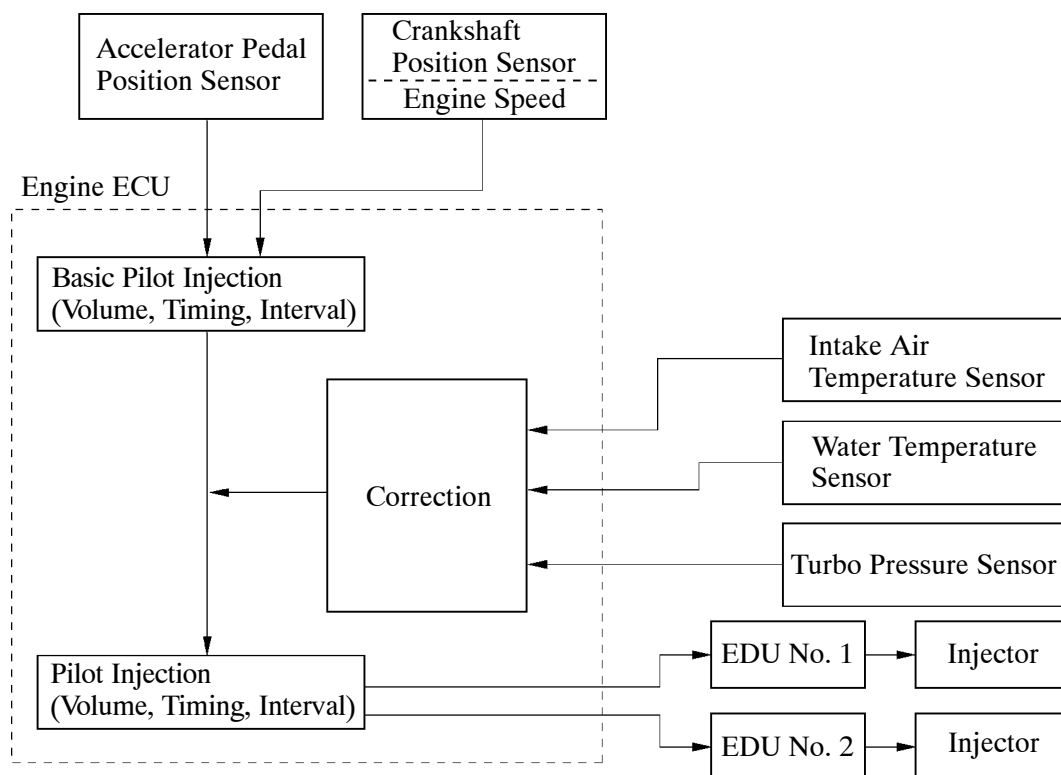 Accelerator Pedal
Position Sensor
Crankshaft
Position Sensor
Engine Speed
Engine ECU
Basic Pilot Injection
(Volume, Timing, Interval)
Intake Air
Temperature Sensor
Water Temperature
Sensor
Correction
Turbo Pressure Sensor
Pilot Injection
(Volume, Timing, Interval)
EDU No. 1
Injector
EDU No. 2
Injector